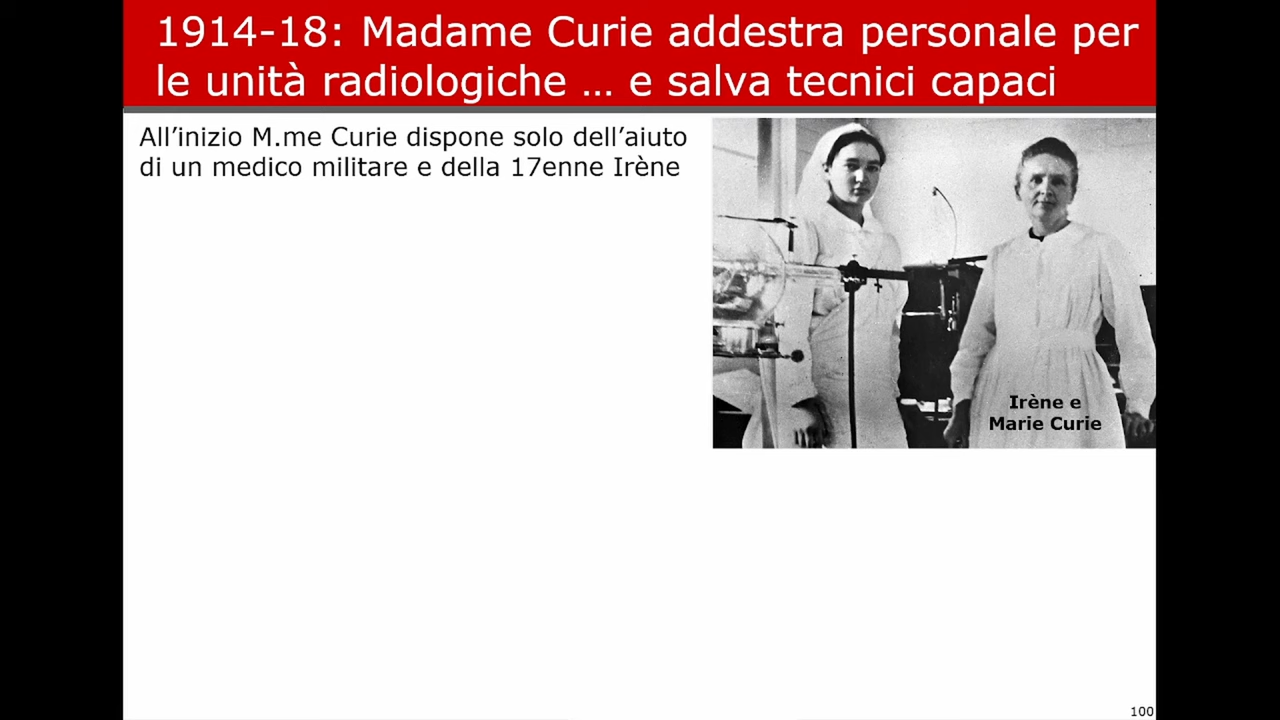 1914-18: Madame Curie addestra personale per
le unità radiologiche … e salva tecnici capaci
All’inizio M.me Curie dispone solo dell’aiuto
di un medico militare e della 17enne Irène
Irène e
Marie Curie
100